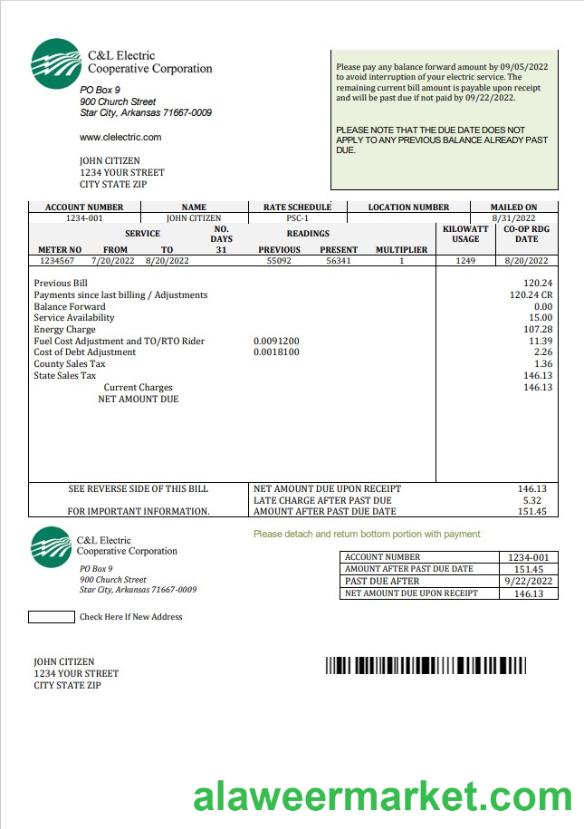 C&L Electric
Cooperative Corporation
PO Box 9
900 Church Street
Star City, Arkansas 71667-0009
www.clelectric.com
JOHN CITIZEN
1234 YOUR STREET
CITY STATE ZIP
Please pay any balance forward amount by 09/05/2022
to avoid interruption of your electric service. The
remaining current bill amount is payable upon receipt
and will be past due if not paid by 09/22/2022.
PLEASE NOTE THAT THE DUE DATE DOES NOT
APPLY TO ANY PREVIOUS BALANCE ALREADY PAST
DUE.
ACCOUNT NUMBER NAME RATE SCHEDULE LOCATION NUMBER MAILED ON
1234-001 JOHN CITIZEN PSC-1 8/31/2022
SERVICE NO. DAYS READINGS KILOWATT USAGE CO-OP RDG DATE
METER NO FROM TO 31 PREVIOUS PRESENT MULTIPLIER
1234567 7/20/2022 8/20/2022 55092 56341 1 1249 8/20/2022
Previous Bill 120.24
Payments since last billing / Adjustments 120.24 CR
Balance Forward 0.00
Service Availability 15.00
Energy Charge 107.28
Fuel Cost Adjustment and TO/RTO Rider 0.0091200 11.39
Cost of Debt Adjustment 0.0018100 2.26
County Sales Tax 1.36
State Sales Tax 146.13
Current Charges 146.13
NET AMOUNT DUE
SEE REVERSE SIDE OF THIS BILL NET AMOUNT DUE UPON RECEIPT 146.13
LATE CHARGE AFTER PAST DUE 5.32
FOR IMPORTANT INFORMATION. AMOUNT AFTER PAST DUE DATE 151.45
Please detach and return bottom portion with payment
C&L Electric
Cooperative Corporation
PO Box 9
900 Church Street
Star City, Arkansas 71667-0009
ACCOUNT NUMBER 1234-001
AMOUNT AFTER PAST DUE DATE 151.45
PAST DUE AFTER 9/22/2022
NET AMOUNT DUE UPON RECEIPT 146.13
Check Here If New Address
JOHN CITIZEN
1234 YOUR STREET
CITY STATE ZIP
alaweermarket.com